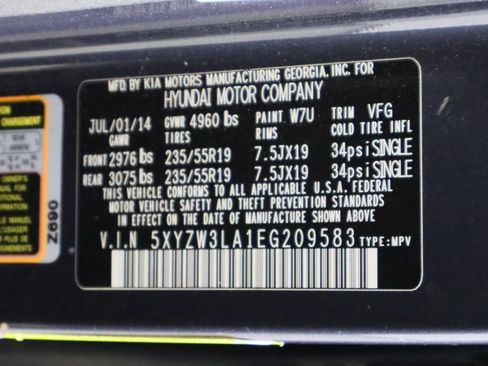 MFD. BY KIA MOTORS MANUFACTURING GEORGIA, INC. FOR
HYUNDAI MOTOR COMPANY
JUL/01/14 GVWR 4960 lbs PAINT W7U TRIM VFG
GAWR TIRES RIMS COLD TIRE INFL
FRONT 2976 lbs 235/55R19 7.5JX19 34psi SINGLE
REAR 3075 lbs 235/55R19 7.5JX19 34psi SINGLE
THIS VEHICLE CONFORMS TO ALL APPLICABLE U.S.A. FEDERAL
MOTOR VEHICLE SAFETY STANDARDS IN EFFECT ON THE
DATE OF MANUFACTURE SHOWN ABOVE.
V.I.N 5XYZW3LA1EG209583 TYPE:MPV
Z690